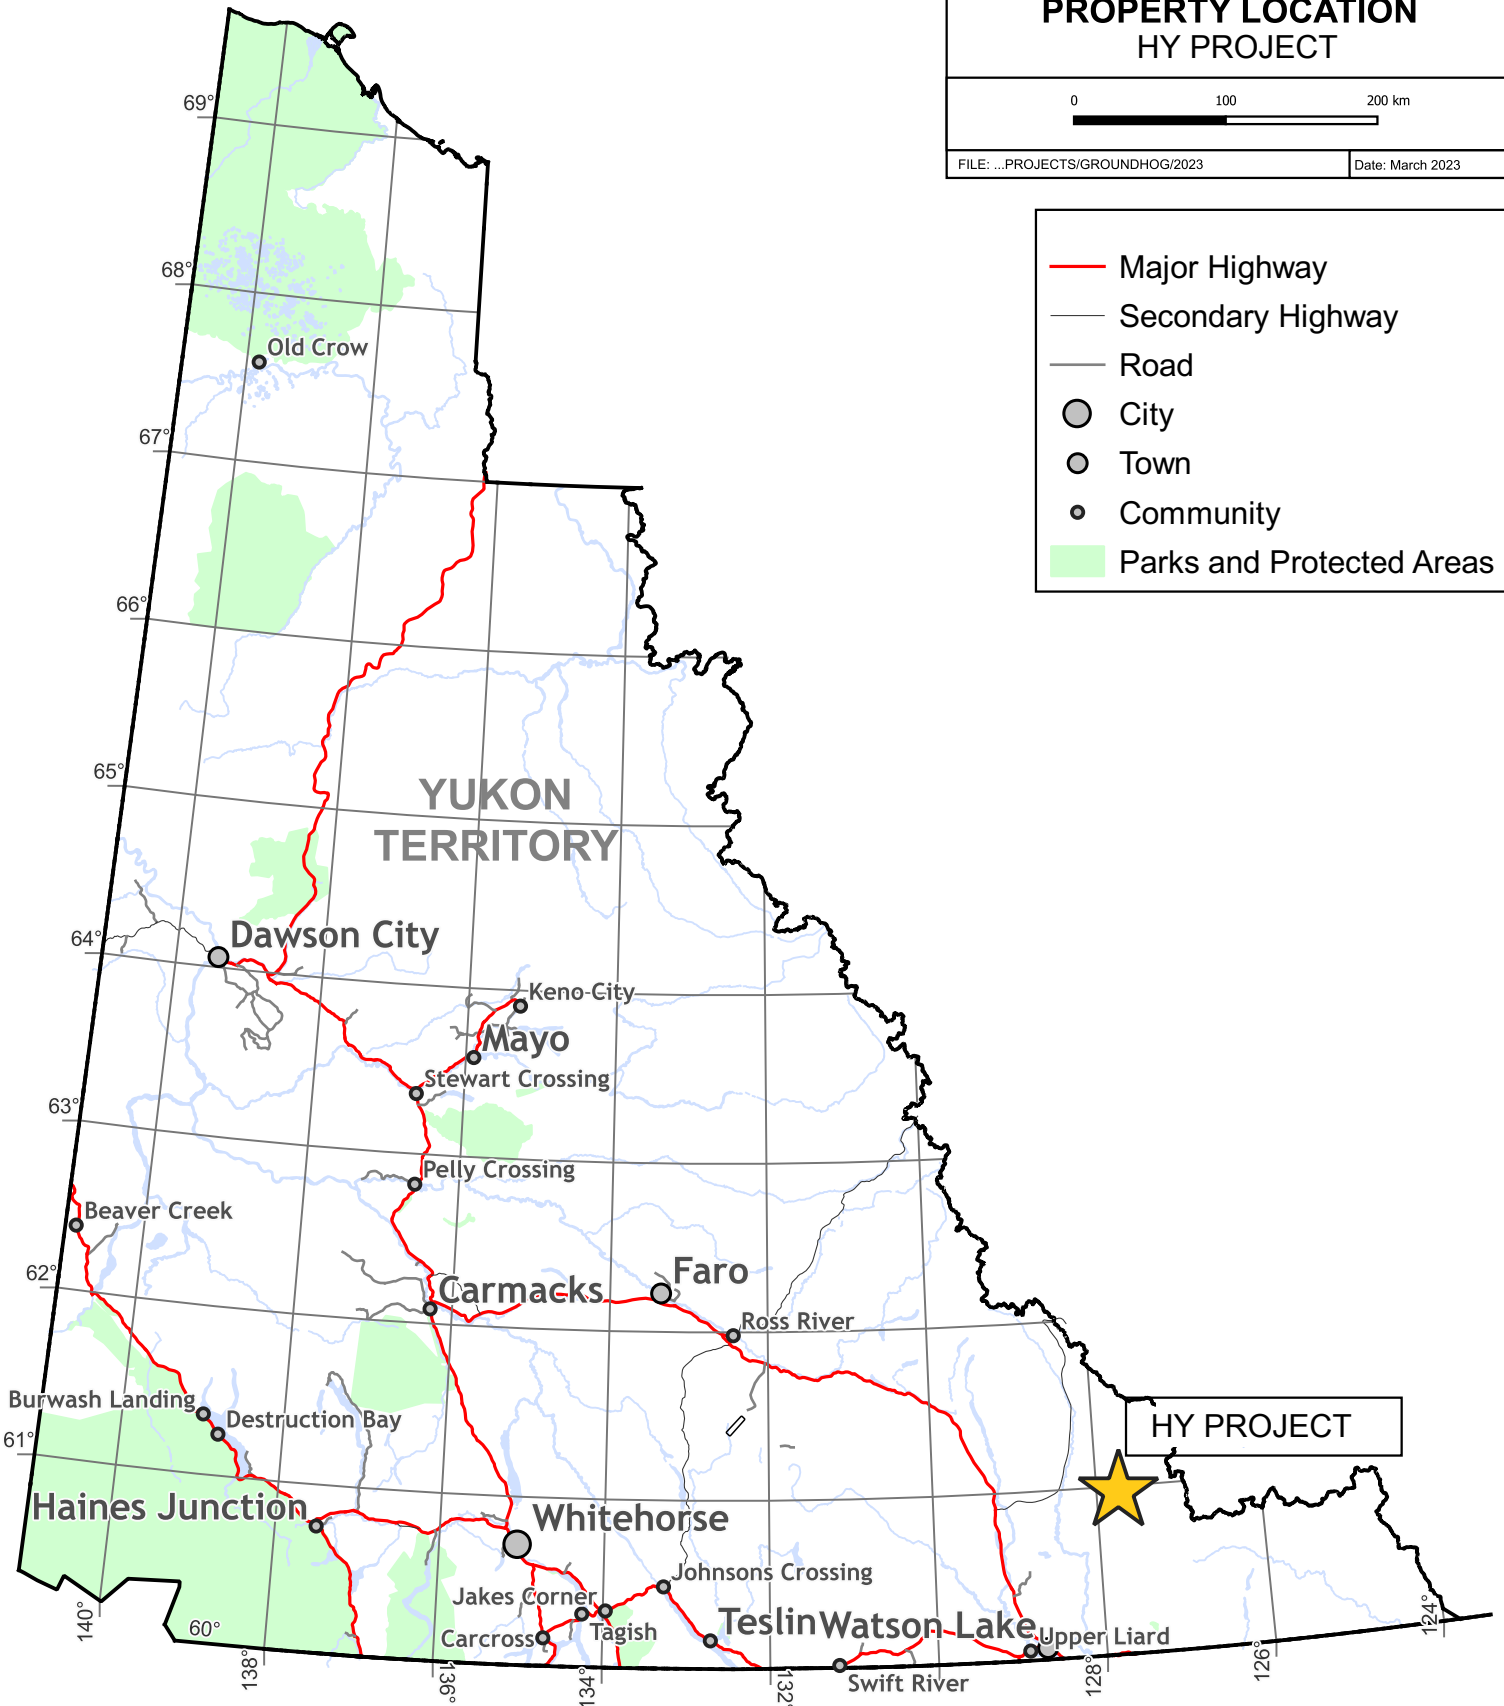 PROPERTY LOCATION
HY PROJECT
0 100 200 km
FILE: ...PROJECTS/GROUNDHOG/2023
Date: March 2023
Major Highway
Secondary Highway
Road
City
Town
Community
Parks and Protected Areas
69°
68°
Old Crow
67°
66°
65°
YUKON
TERRITORY
64°
Dawson City
Keno City
Mayo
Stewart Crossing
63°
Pelly Crossing
Beaver Creek
62°
Carmacks
Faro
Ross River
Burwash Landing
Destruction Bay
61°
HY PROJECT
Haines Junction
Whitehorse
Johnsons Crossing
Jakes Corner
Tagish
Carcross
Teslin
Watson Lake
Upper Liard
Swift River
60°
140°
138°
136°
134°
132°
128°
126°
124°